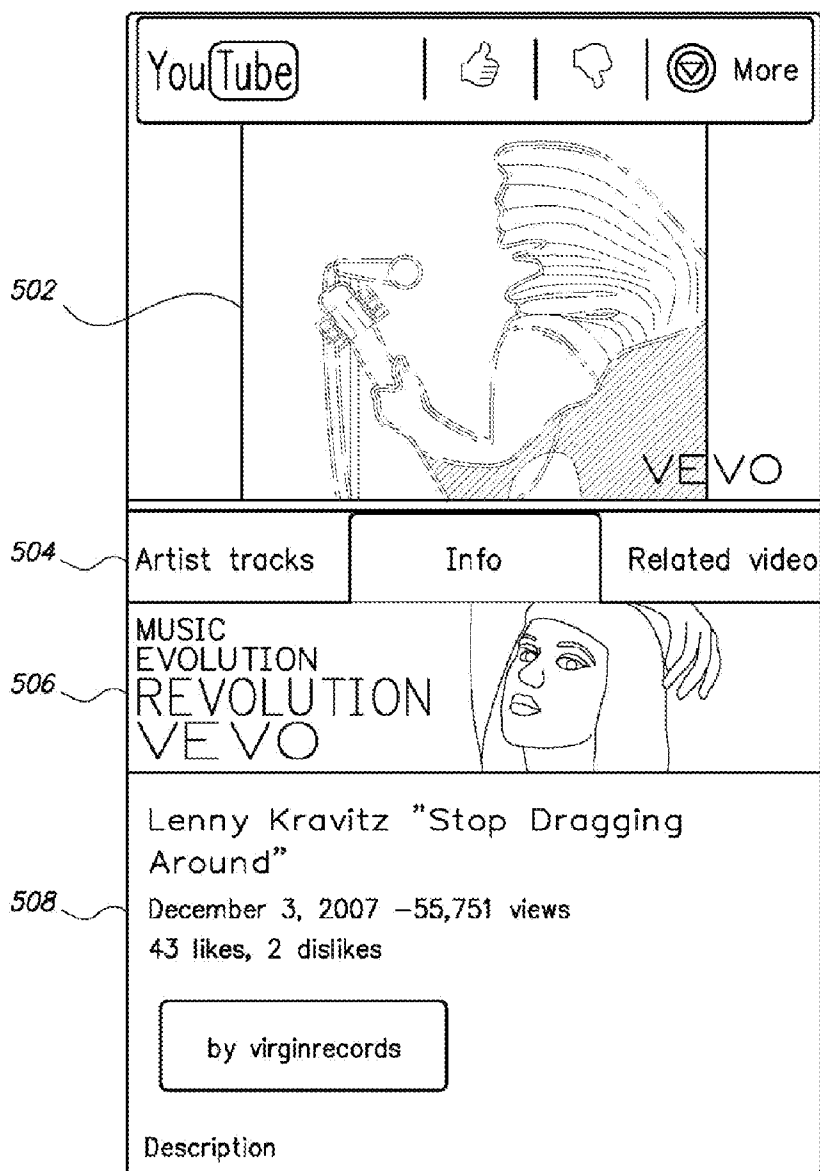 YouTube
More
502
VEVO
504
Artist tracks
Info
Related video
MUSIC
EVOLUTION
506
REVOLUTION
VEVO
Lenny Kravitz "Stop Dragging
Around"
508
December 3, 2007 –55,751 views
43 likes, 2 dislikes
by virginrecords
Description